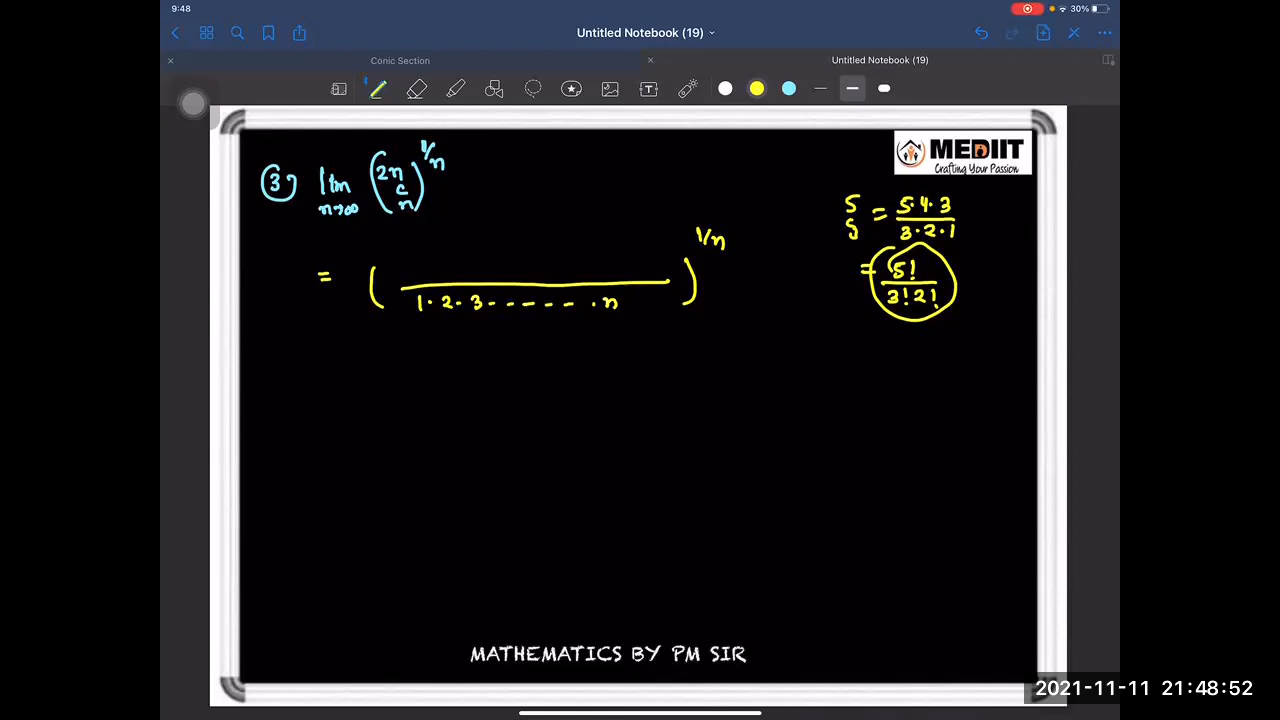 9:48
30%
Untitled Notebook (19)
Conic Section
Untitled Notebook (19)
MEDIIT
Crafting Your Passion
3) lim n→∞ (2n C n)^1/n
5 5 = 5·4·3 / 3·2·1
= 5! / 3! 2!
= ( / 1·2·3------·n )^1/n
MATHEMATICS BY PM SIR
2021-11-11 21:48:52